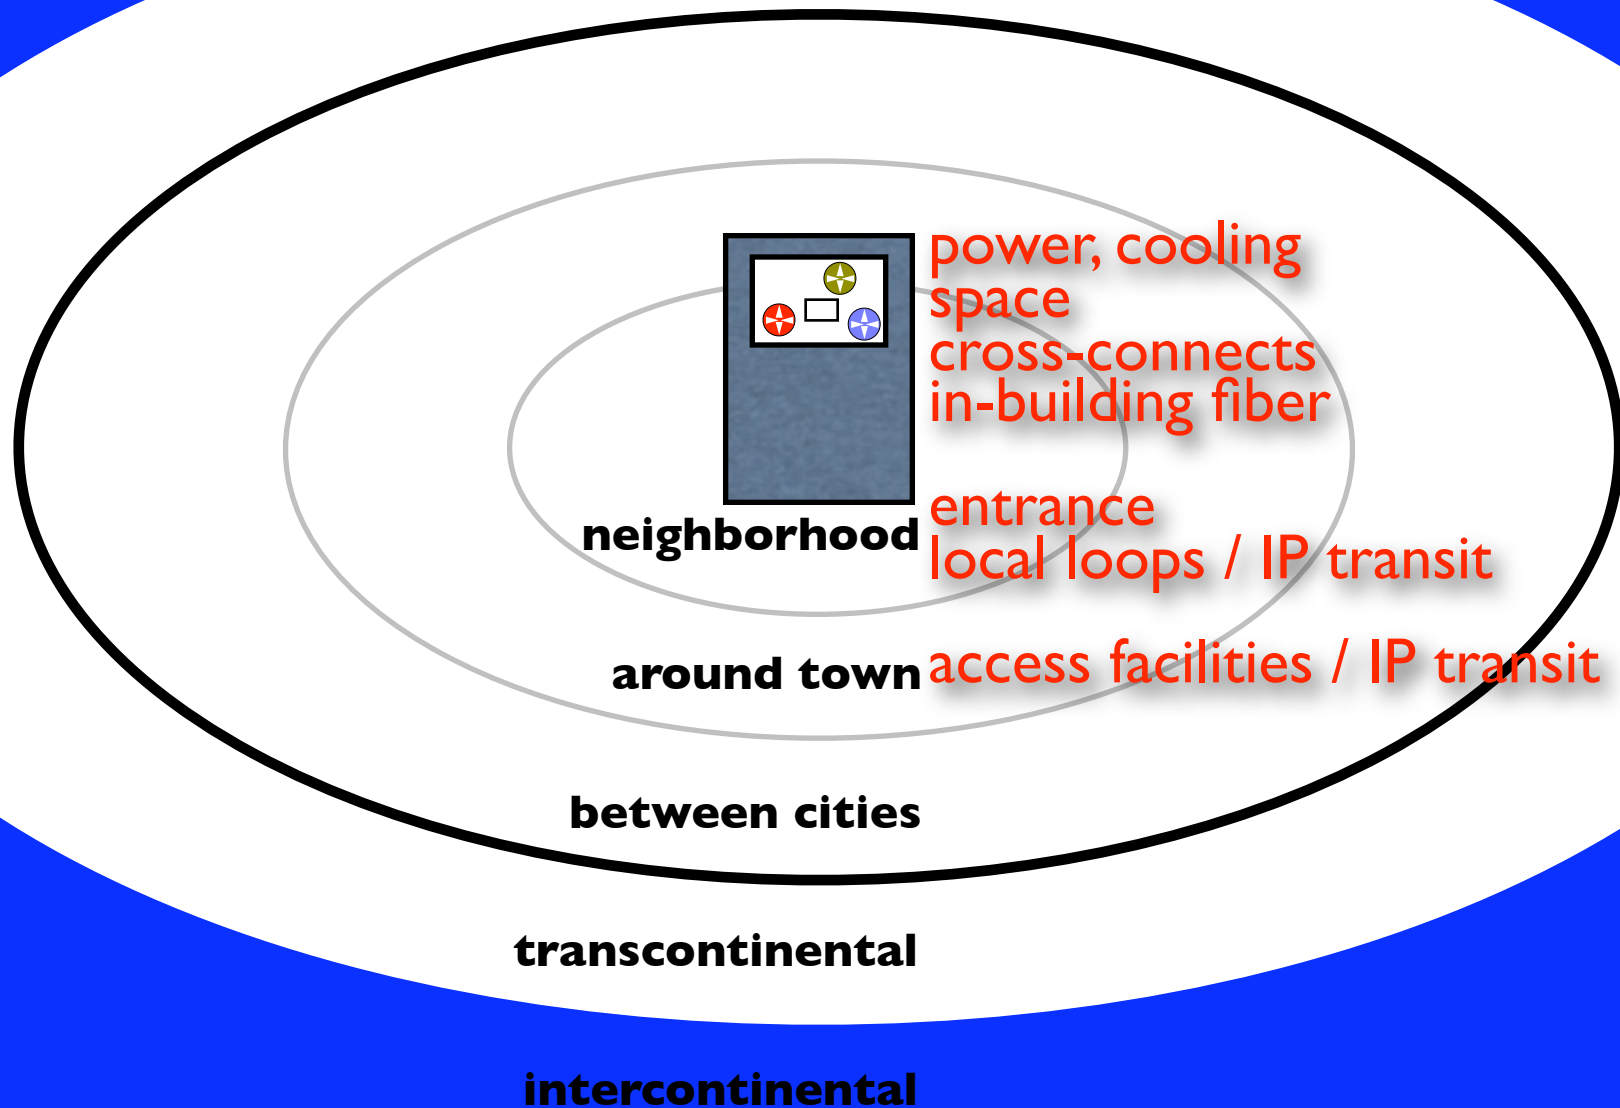 power, cooling
space
cross-connects
in-building fiber
entrance
neighborhood
local loops / IP transit
around town
access facilities / IP transit
between cities
transcontinental
intercontinental